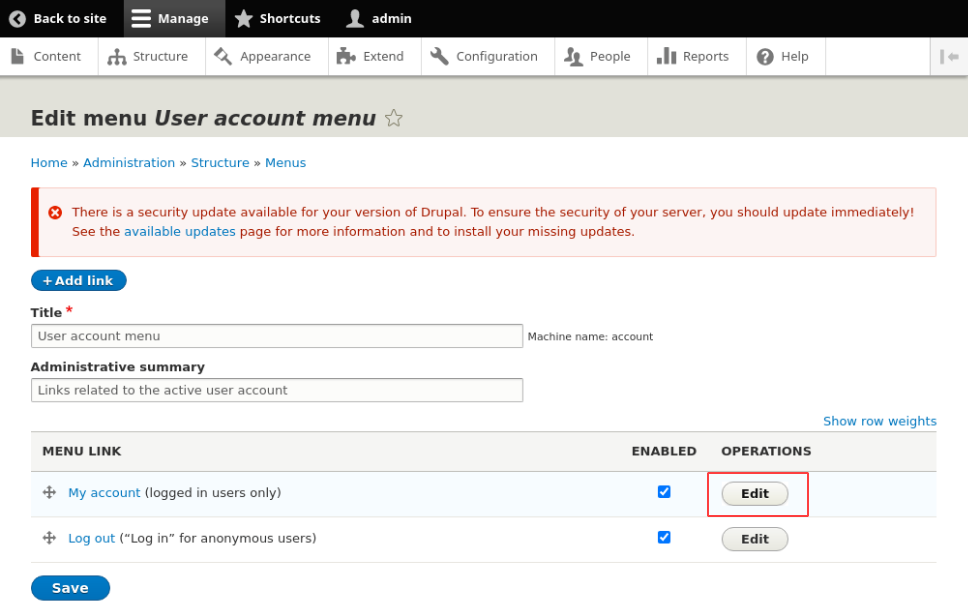 Back to site Manage Shortcuts admin
Content Structure Appearance Extend Configuration People Reports Help
Edit menu User account menu
Home » Administration » Structure » Menus
There is a security update available for your version of Drupal. To ensure the security of your server, you should update immediately!
See the available updates page for more information and to install your missing updates.
+ Add link
Title *
User account menu Machine name: account
Administrative summary
Links related to the active user account
Show row weights
MENU LINK ENABLED OPERATIONS
My account (logged in users only) Edit
Log out (“Log in” for anonymous users) Edit
Save